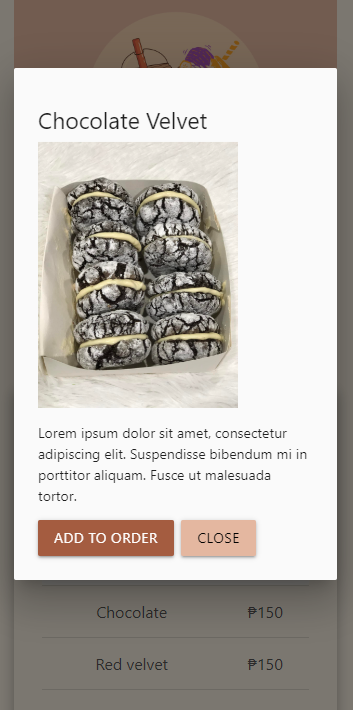 Chocolate Velvet
Lorem ipsum dolor sit amet, consectetur
adipiscing elit. Suspendisse bibendum mi in
porttitor aliquam. Fusce ut malesuada
tortor.
ADD TO ORDER CLOSE
Chocolate ₱150
Red velvet ₱150